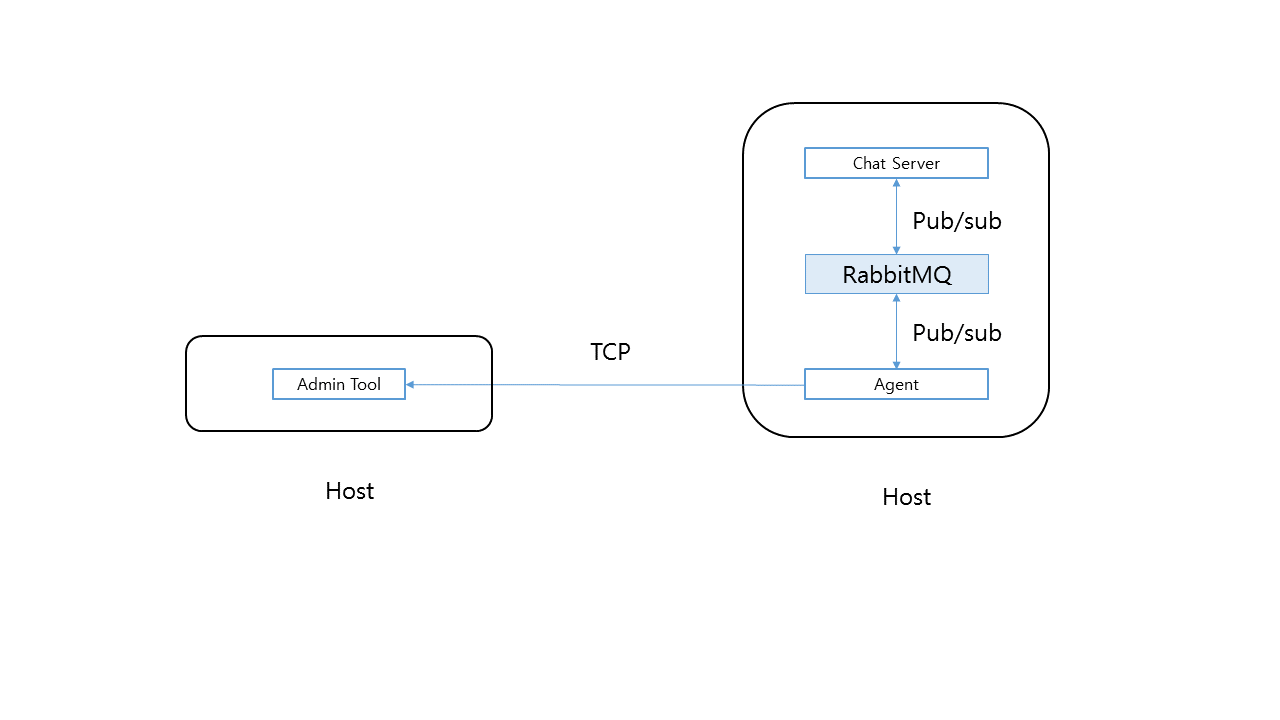 Chat Server
Pub/sub
RabbitMQ
Pub/sub
TCP
Admin Tool
Agent
Host
Host